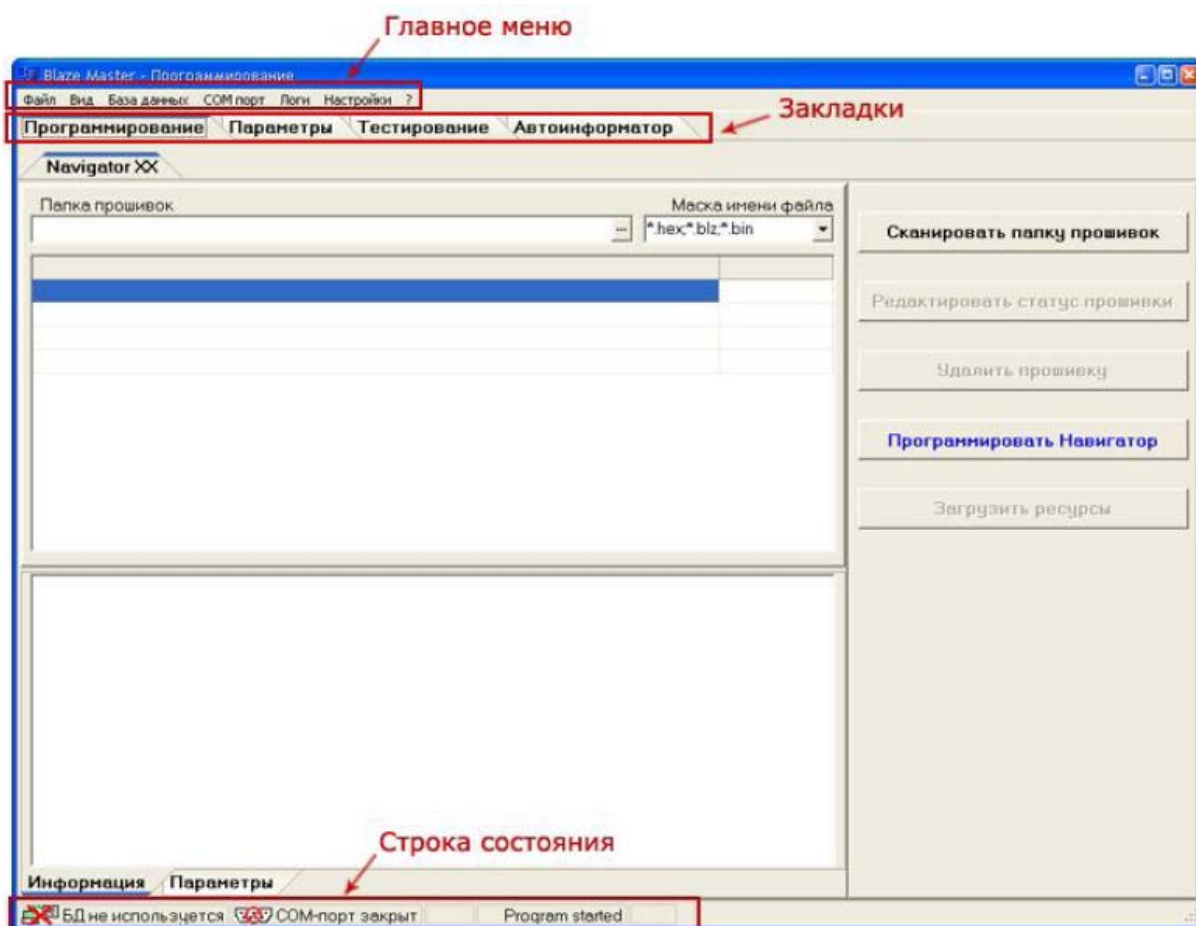 Главное меню
Blaze Master - Программирование
Файл Вид База данных COM порт Логи Настройки ?
Закладки
Программирование Параметры Тестирование Автоинформатор
Navigator XX
Папка прошивок Маска имени файла
... *.hex;*.blz;*.bin
Сканировать папку прошивок
Редактировать статус прошивки
Удалить прошивку
Программировать Навигатор
Загрузить ресурсы
Строка состояния
Информация Параметры
БД не используется COM-порт закрыт Program started